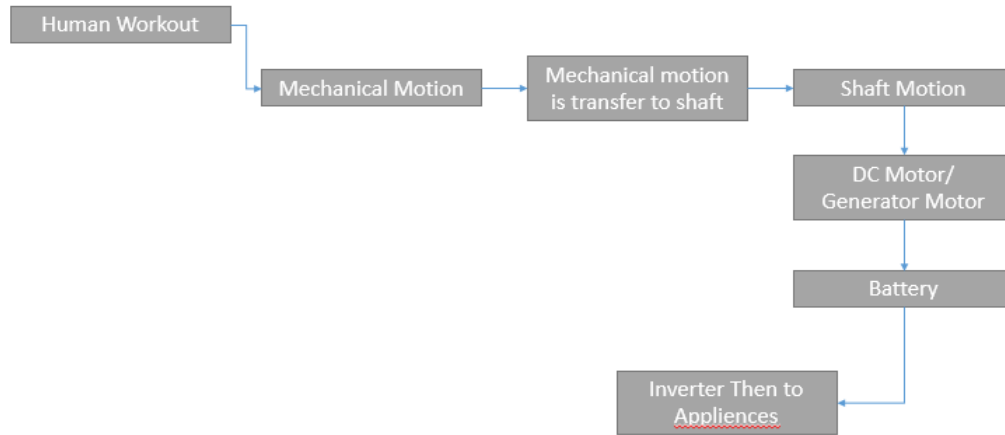 Human Workout
Mechanical Motion
Mechanical motion
is transfer to shaft
Shaft Motion
DC Motor/
Generator Motor
Battery
Inverter Then to
Appliences